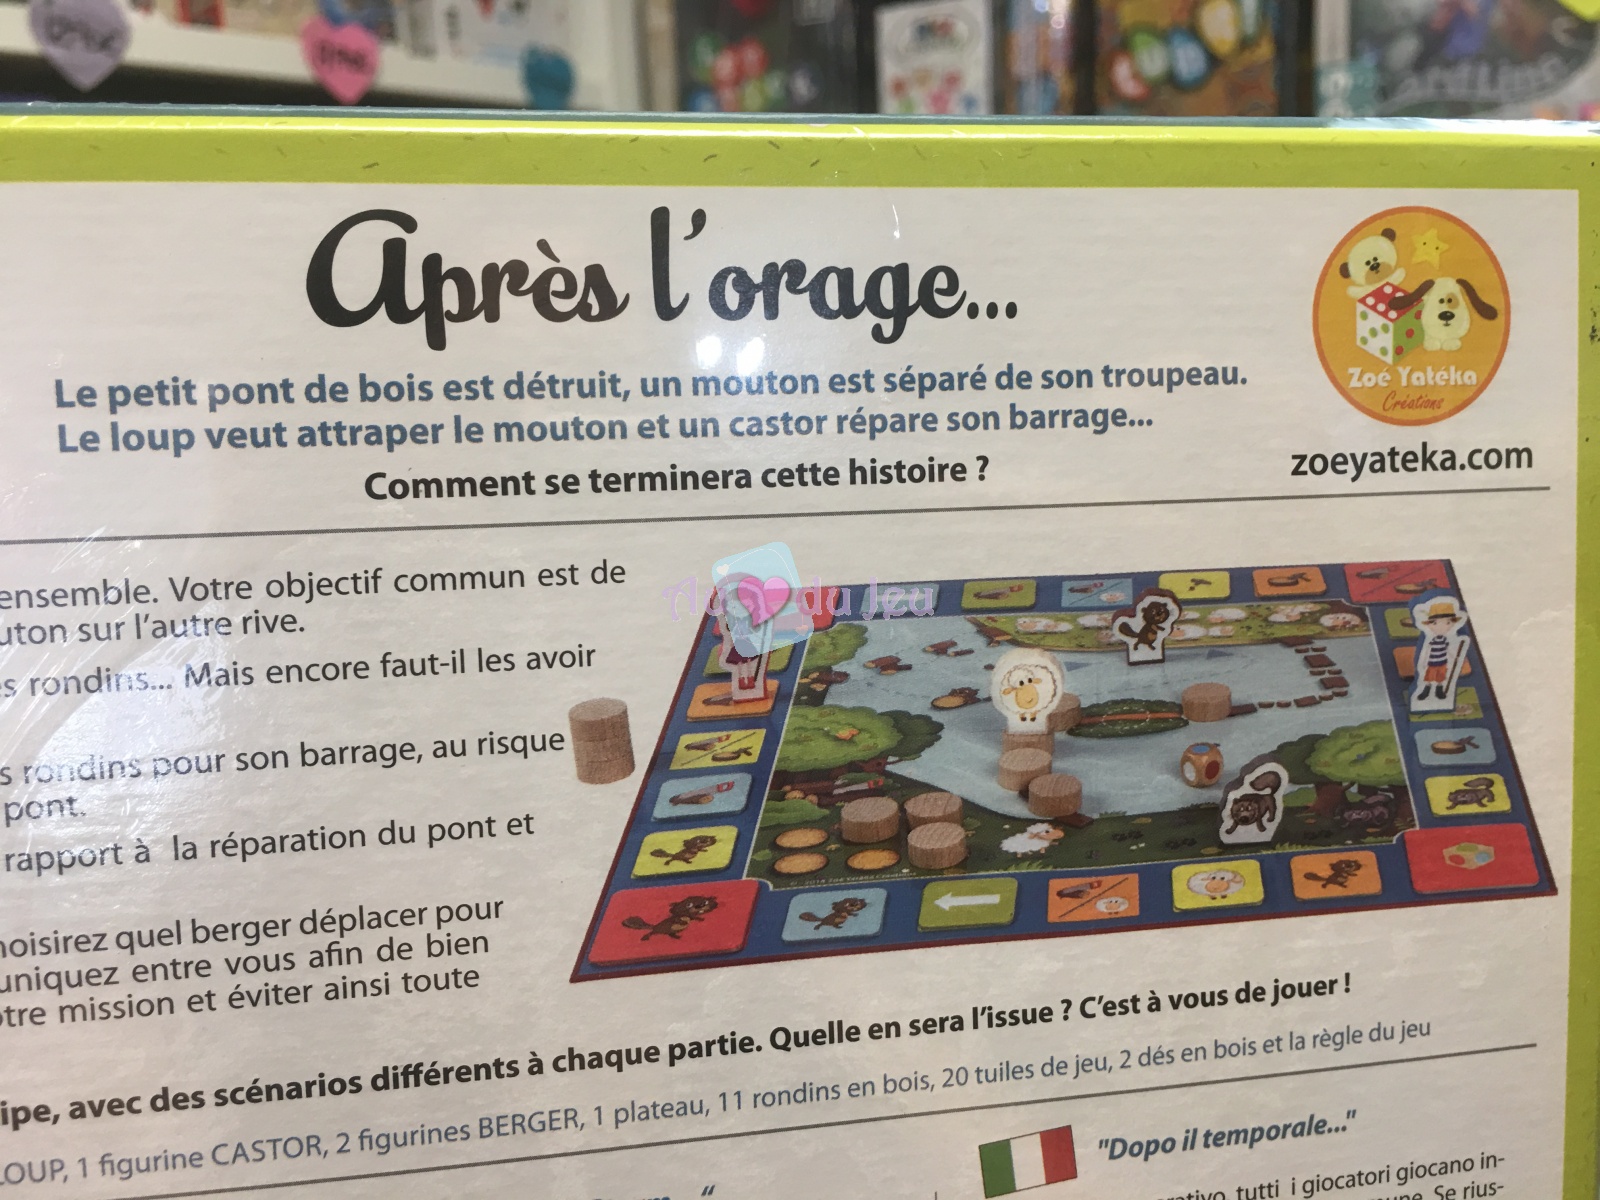 Après l'orage...
Le petit pont de bois est détruit, un mouton est séparé de son troupeau.
Le loup veut attraper le mouton et un castor répare son barrage...
Comment se terminera cette histoire ?
Zoé Yatéka
Créations
zoeyateka.com
ensemble. Votre objectif commun est de
sur l'autre rive.
rondins... Mais encore faut-il les avoir
rondins pour son barrage, au risque
pont.
rapport à la réparation du pont et
quel berger déplacer pour
entre vous afin de bien
mission et éviter ainsi toute
avec des scénarios différents à chaque partie. Quelle en sera l'issue ? C'est à vous de jouer !
LOUP, 1 figurine CASTOR, 2 figurines BERGER, 1 plateau, 11 rondins en bois, 20 tuiles de jeu, 2 dés en bois et la règle du jeu
"Dopo il temporale..."
tutti i giocatori giocano in-
Se rius-
Au du Jeu